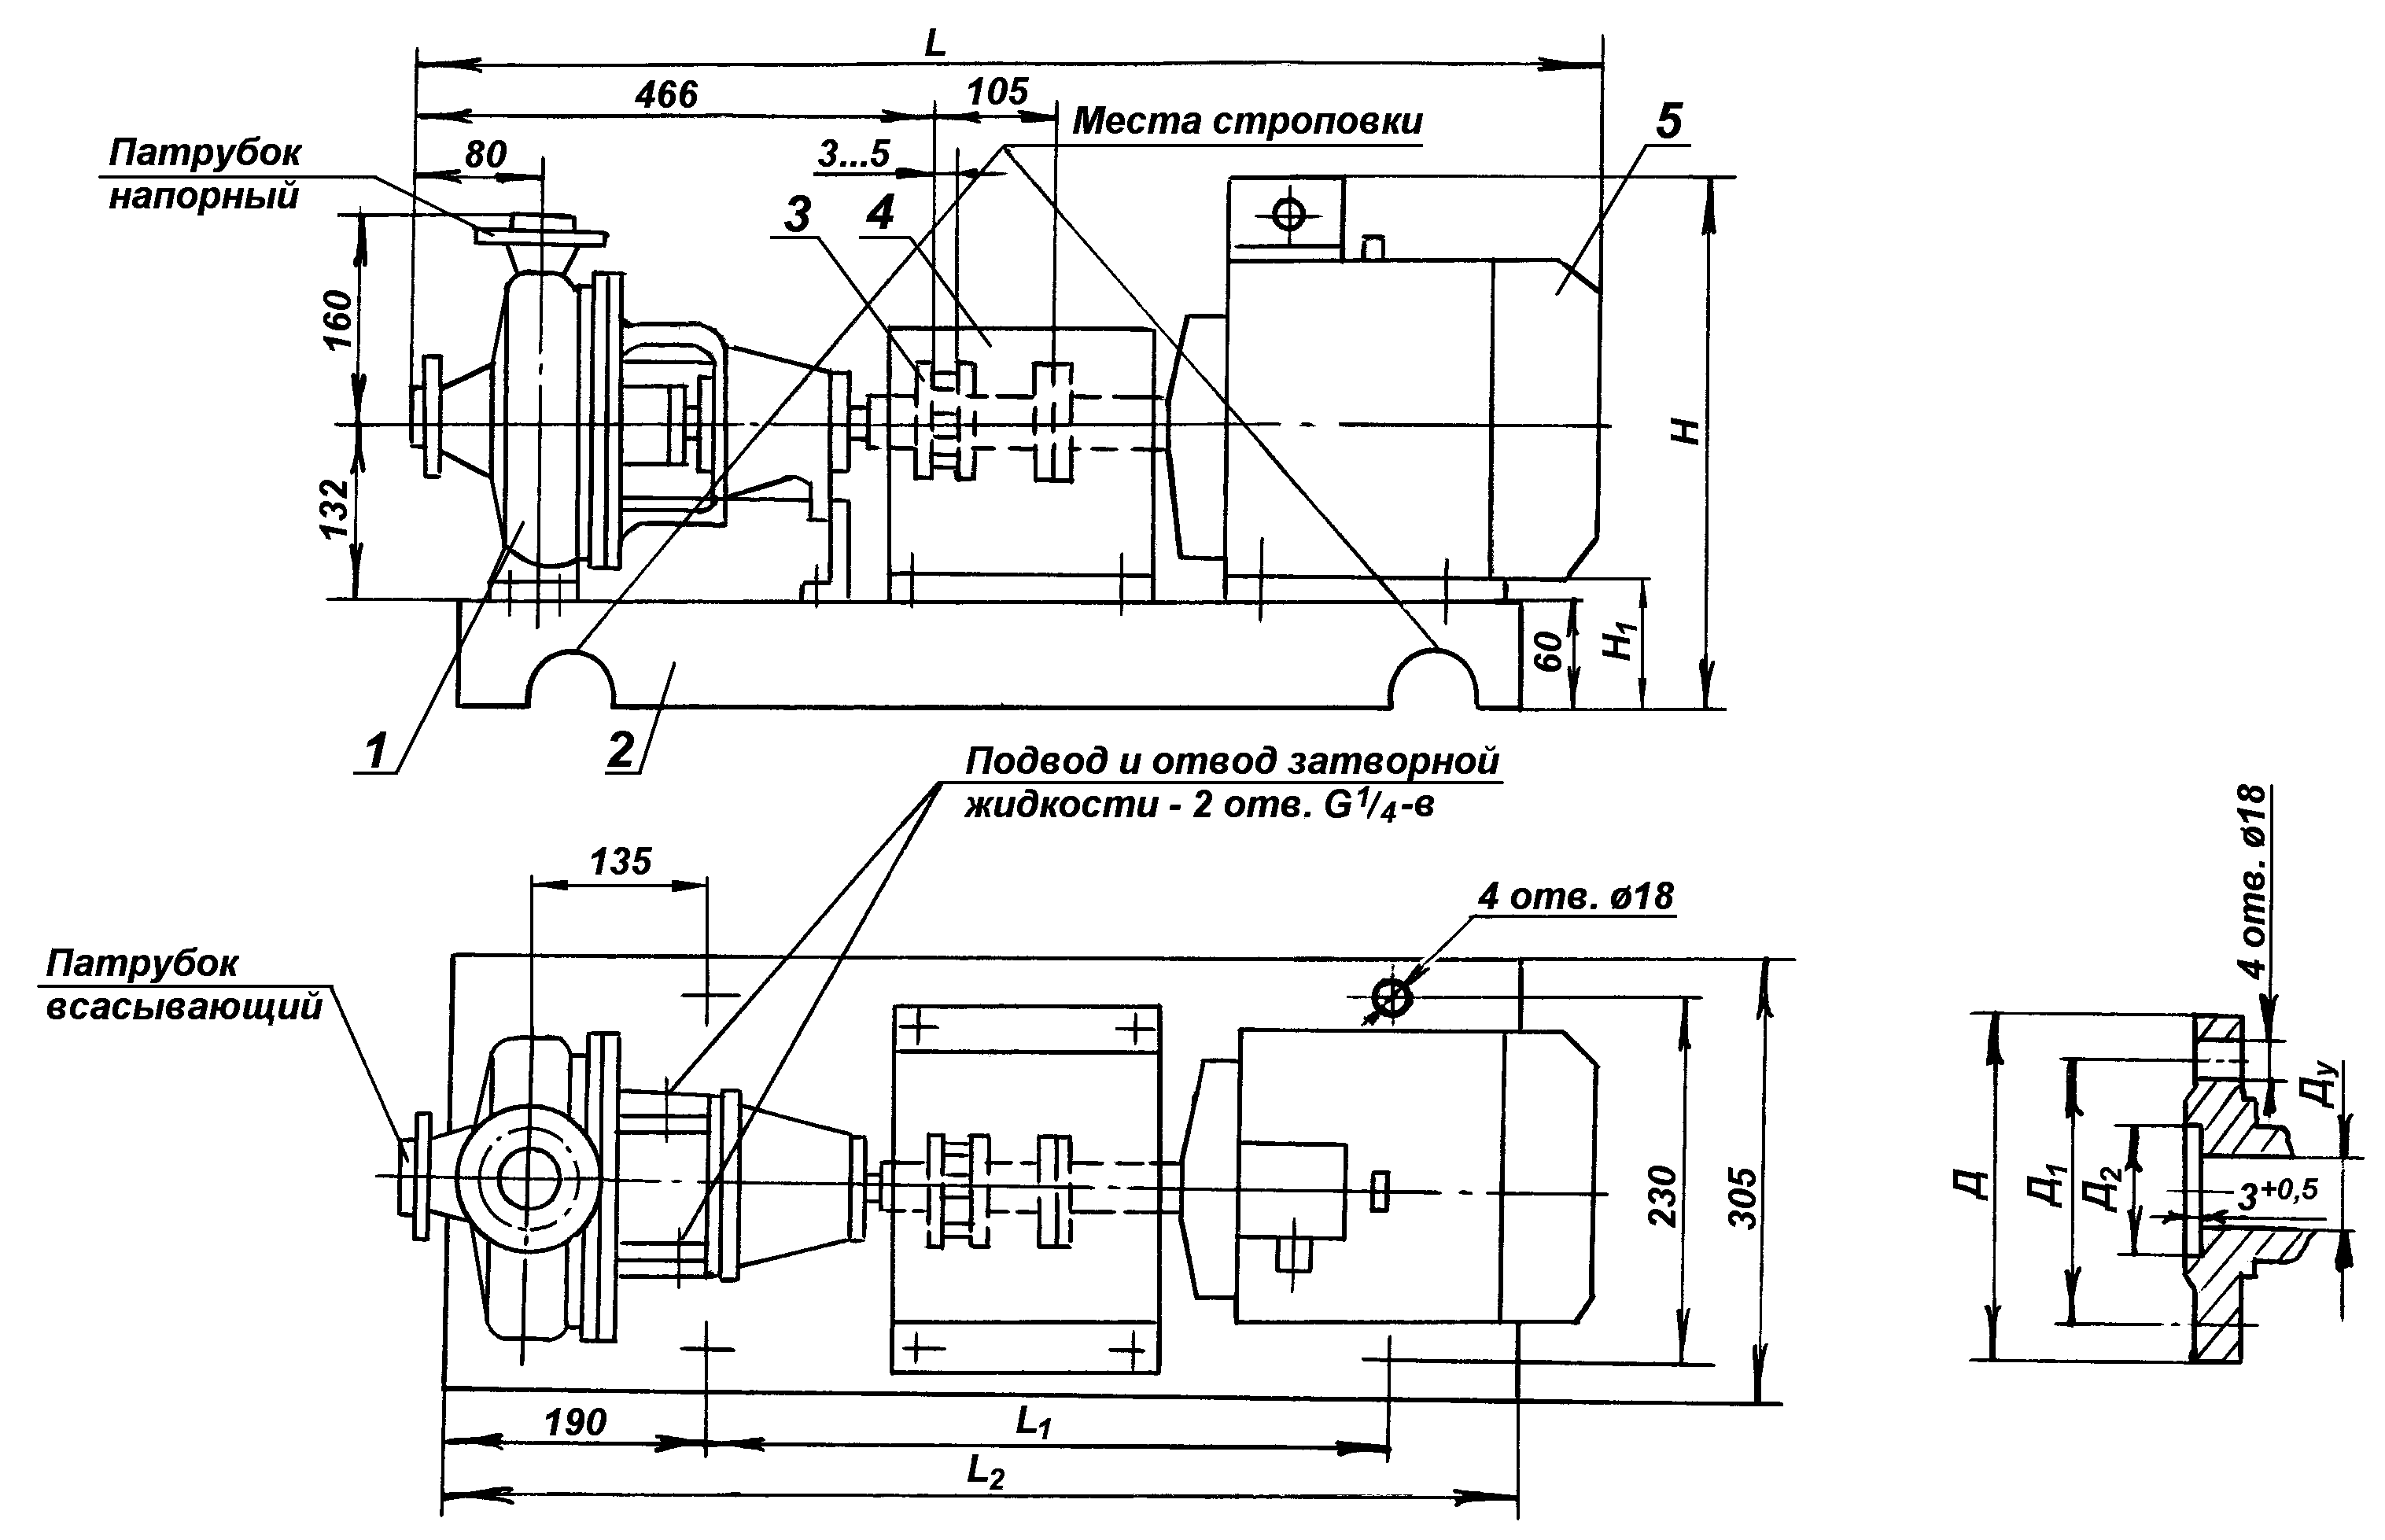 L
466
105
Места строповки
5
Патрубок
напорный
80
3...5
3
4
160
132
H
H1
60
1
2
Подвод и отвод затворной
жидкости - 2 отв. G1/4-в
135
4 отв. ø18
Патрубок
всасывающий
230
305
190
L1
L2
4 отв. ø18
Ду
Д
Д1
Д2
3+0,5